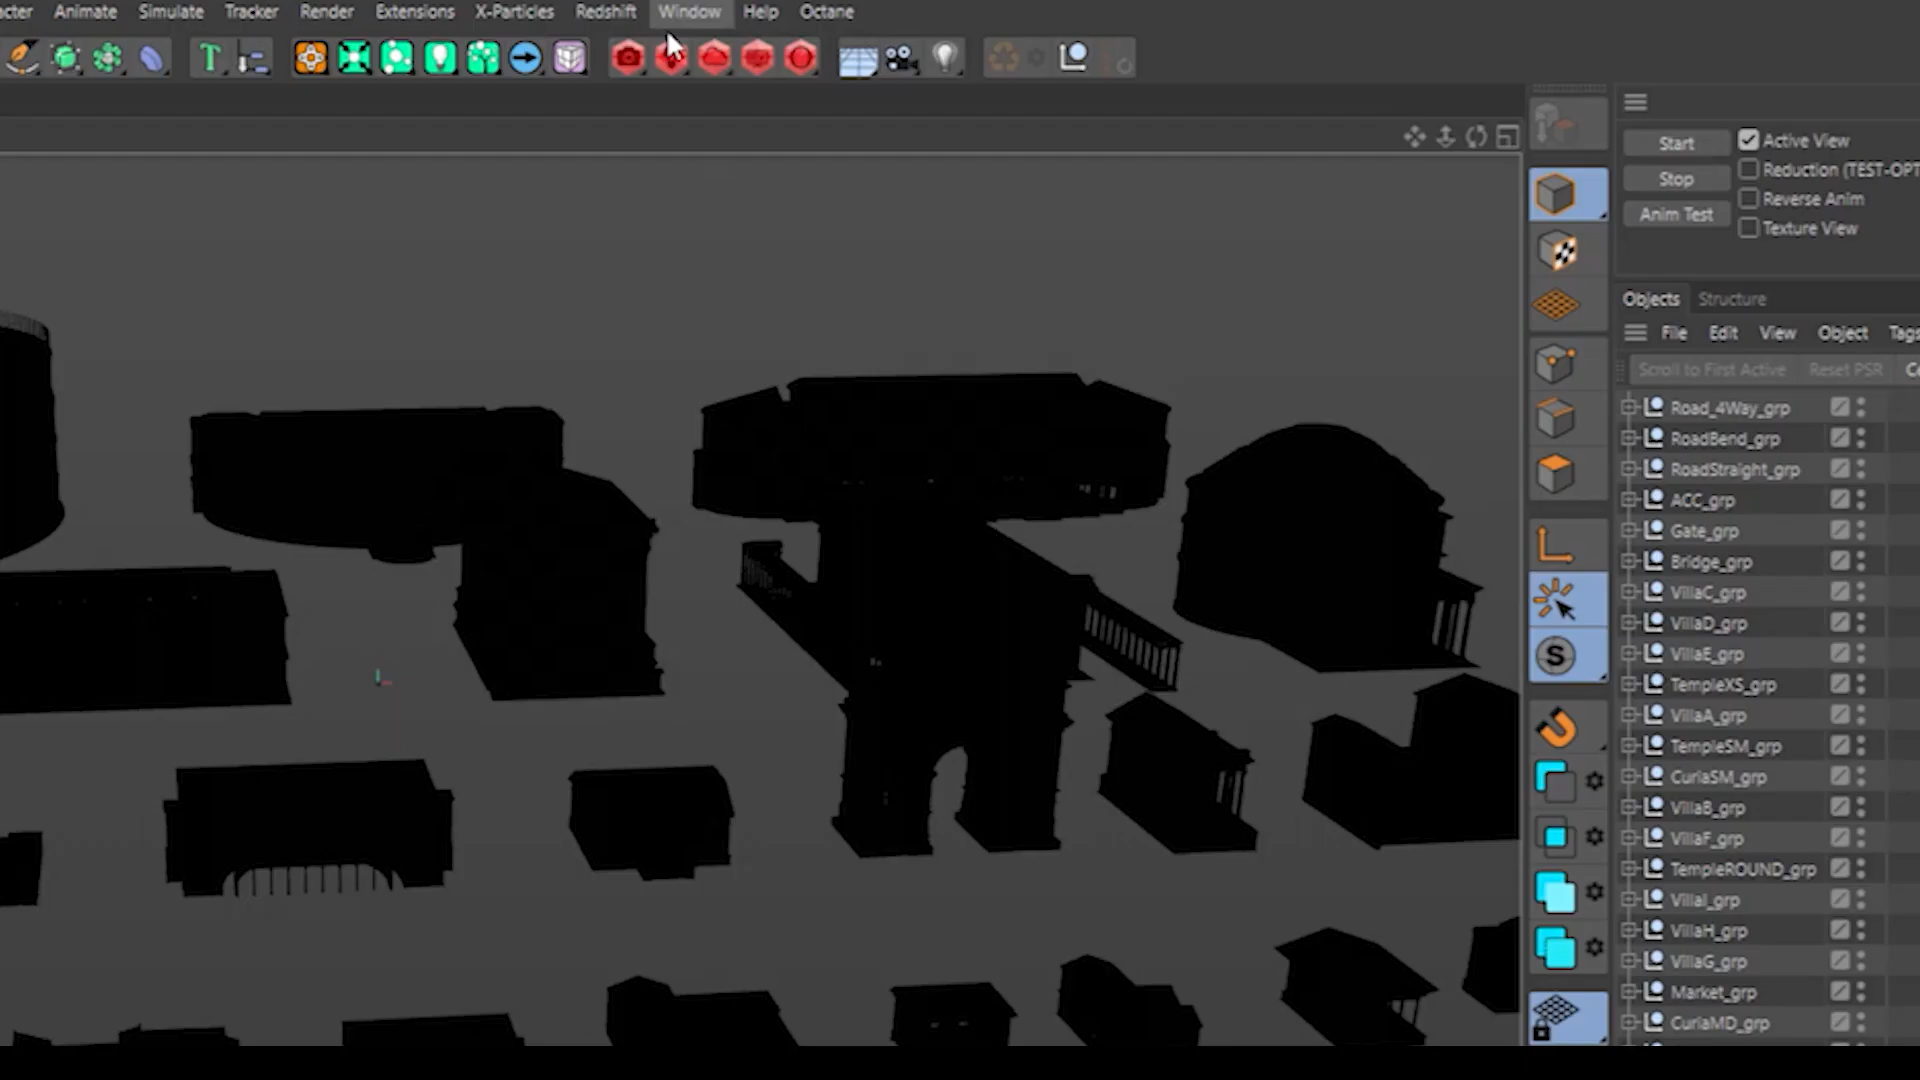 Animate Simulate Tracker Render Extensions X-Particles Redshift Window Help Octane
Start
Active View
Stop
Reduction (TEST-OPT
Reverse Anim
Anim Test
Texture View
Objects Structure
File Edit View Object Tags
Scroll to First Active Reset PSR
Road_4Way_grp
RoadBend_grp
RoadStraight_grp
ACC_grp
Gate_grp
Bridge_grp
VillaC_grp
VillaD_grp
VillaE_grp
TempleXS_grp
VillaA_grp
TempleSM_grp
CuriaSM_grp
VillaB_grp
VillaF_grp
TempleROUND_grp
VillaI_grp
VillaH_grp
VillaG_grp
Market_grp
CuriaMD_grp